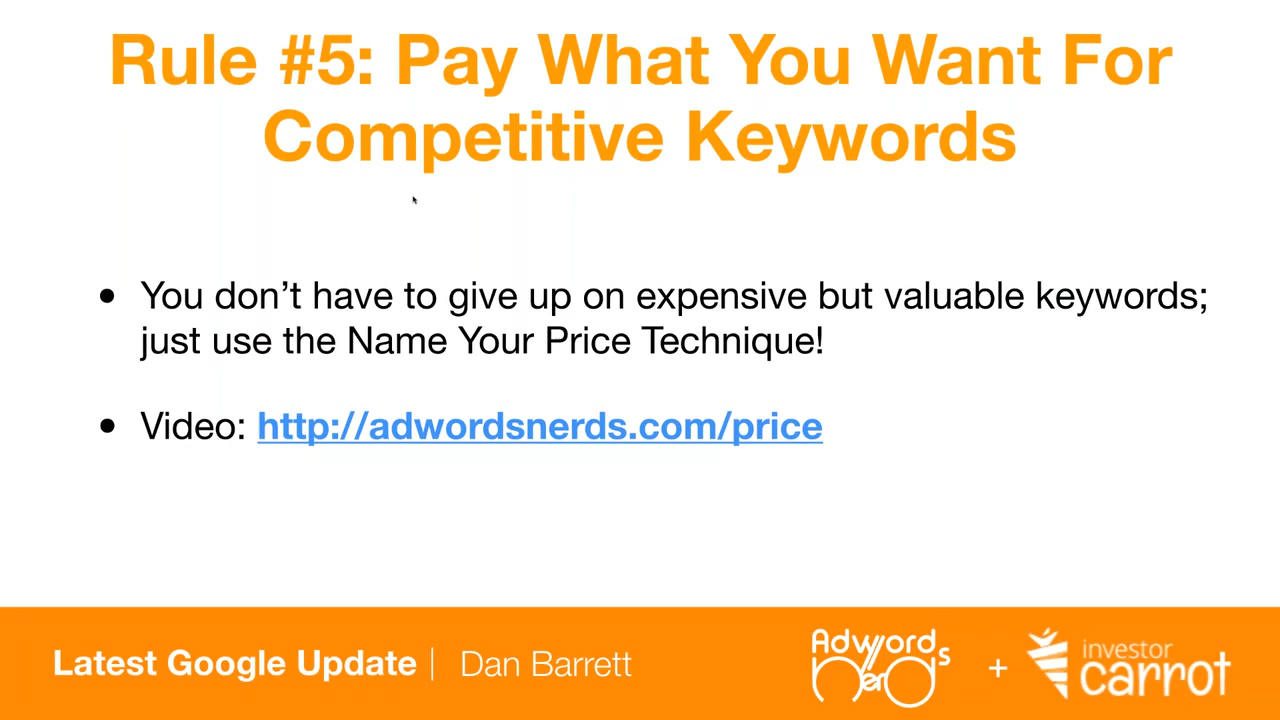 Rule #5: Pay What You Want For
Competitive Keywords
• You don’t have to give up on expensive but valuable keywords;
just use the Name Your Price Technique!
• Video: http://adwordsnerds.com/price
Latest Google Update | Dan Barrett
AdWords
Nerds
+
investor
carrot